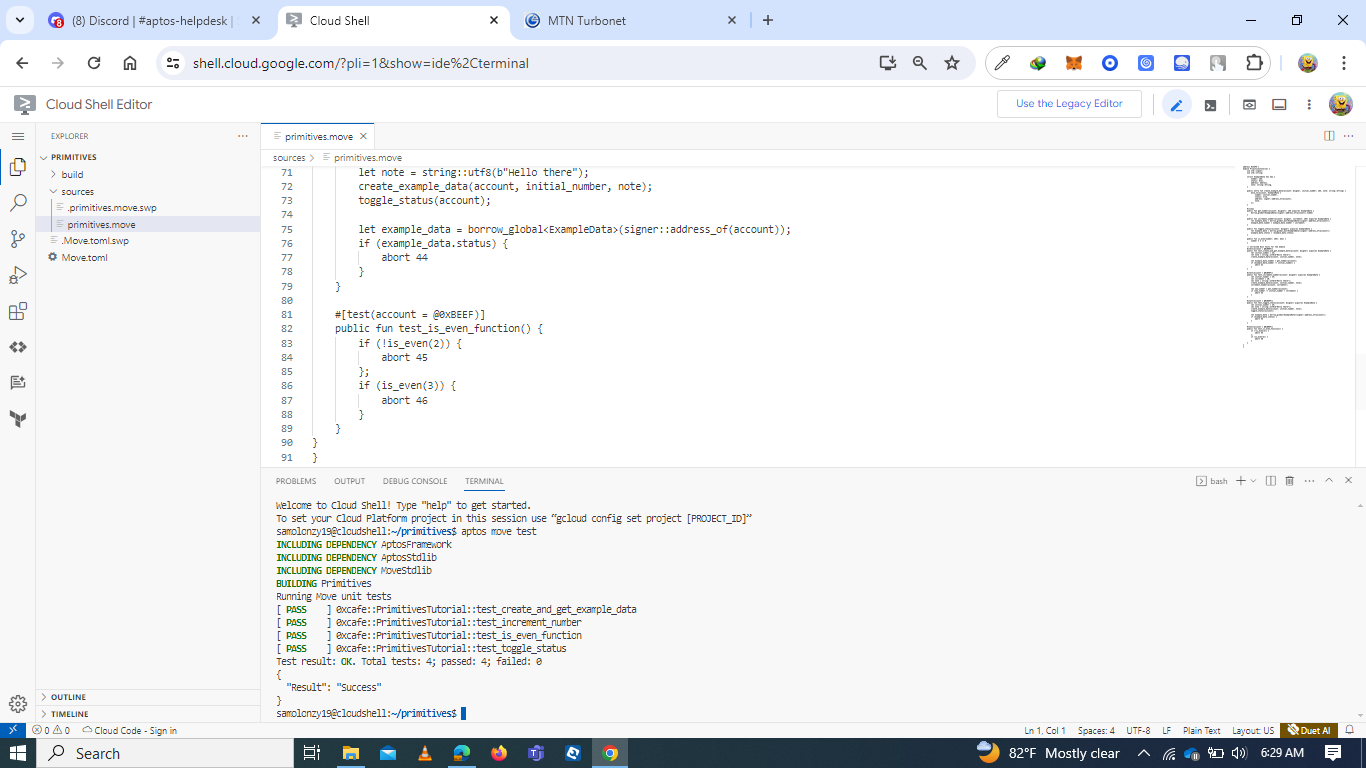 (8) Discord | #aptos-helpdesk |
Cloud Shell
MTN Turbonet
shell.cloud.google.com/?pli=1&show=ide%2Cterminal
Cloud Shell Editor
Use the Legacy Editor
EXPLORER
PRIMITIVES
build
sources
.primitives.move.swp
primitives.move
.Move.toml.swp
Move.toml
OUTLINE
TIMELINE
primitives.move
sources > primitives.move
71 let note = string::utf8(b"Hello there");
72 create_example_data(account, initial_number, note);
73 toggle_status(account);
74
75 let example_data = borrow_global<ExampleData>(signer::address_of(account));
76 if (example_data.status) {
77 abort 44
78 }
79 }
80
81 #[test(account = @0xBEEF)]
82 public fun test_is_even_function() {
83 if (!is_even(2)) {
84 abort 45
85 };
86 if (is_even(3)) {
87 abort 46
88 }
89 }
90 }
91 }
PROBLEMS OUTPUT DEBUG CONSOLE TERMINAL
bash
Welcome to Cloud Shell! Type "help" to get started.
To set your Cloud Platform project in this session use “gcloud config set project [PROJECT_ID]”
samolonzy19@cloudshell:~/primitives$ aptos move test
INCLUDING DEPENDENCY AptosFramework
INCLUDING DEPENDENCY AptosStdlib
INCLUDING DEPENDENCY MoveStdlib
BUILDING Primitives
Running Move unit tests
[ PASS ] 0xcafe::PrimitivesTutorial::test_create_and_get_example_data
[ PASS ] 0xcafe::PrimitivesTutorial::test_increment_number
[ PASS ] 0xcafe::PrimitivesTutorial::test_is_even_function
[ PASS ] 0xcafe::PrimitivesTutorial::test_toggle_status
Test result: OK. Total tests: 4; passed: 4; failed: 0
{
"Result": "Success"
}
samolonzy19@cloudshell:~/primitives$
0 0 Cloud Code - Sign in
Ln 1, Col 1 Spaces: 4 UTF-8 LF Plain Text Layout: US Duet AI
Search
82°F Mostly clear
6:29 AM